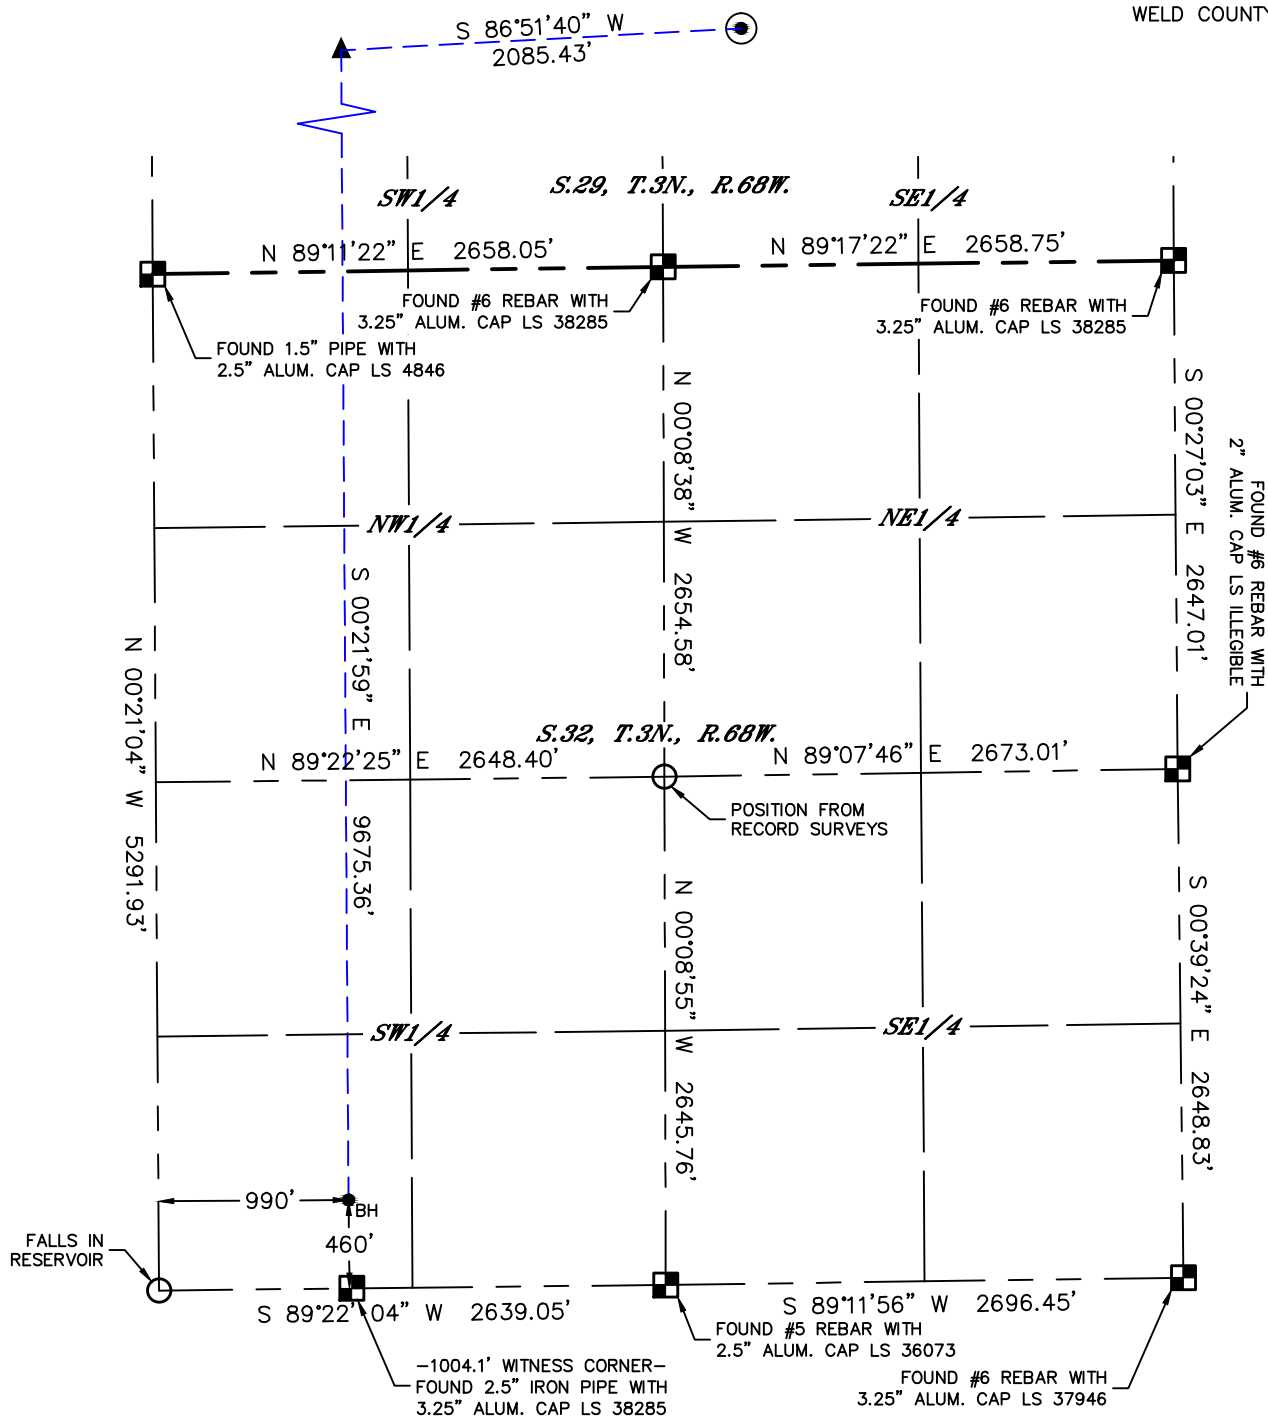 WELD COUNTY
S 86°51'40" W
2085.43'
SW1/4
S.29, T.3N., R.68W.
SE1/4
N 89°11'22" E 2658.05'
N 89°17'22" E 2658.75'
FOUND #6 REBAR WITH
3.25" ALUM. CAP LS 38285
FOUND #6 REBAR WITH
3.25" ALUM. CAP LS 38285
FOUND 1.5" PIPE WITH
2.5" ALUM. CAP LS 4846
N 00°08'38" W 2654.58'
S 00°27'03" E 2647.01'
FOUND #6 REBAR WITH
2" ALUM. CAP LS ILLEGIBLE
NW1/4
NE1/4
S 00°21'59" E 9675.36'
N 00°21'04" W 5291.93'
S.32, T.3N., R.68W.
N 89°22'25" E 2648.40'
N 89°07'46" E 2673.01'
POSITION FROM
RECORD SURVEYS
N 00°08'55" W 2645.76'
S 00°39'24" E 2648.83'
SW1/4
SE1/4
990'
BH
460'
FALLS IN
RESERVOIR
S 89°22'04" W 2639.05'
S 89°11'56" W 2696.45'
FOUND #5 REBAR WITH
2.5" ALUM. CAP LS 36073
-1004.1' WITNESS CORNER-
FOUND 2.5" IRON PIPE WITH
3.25" ALUM. CAP LS 38285
FOUND #6 REBAR WITH
3.25" ALUM. CAP LS 37946